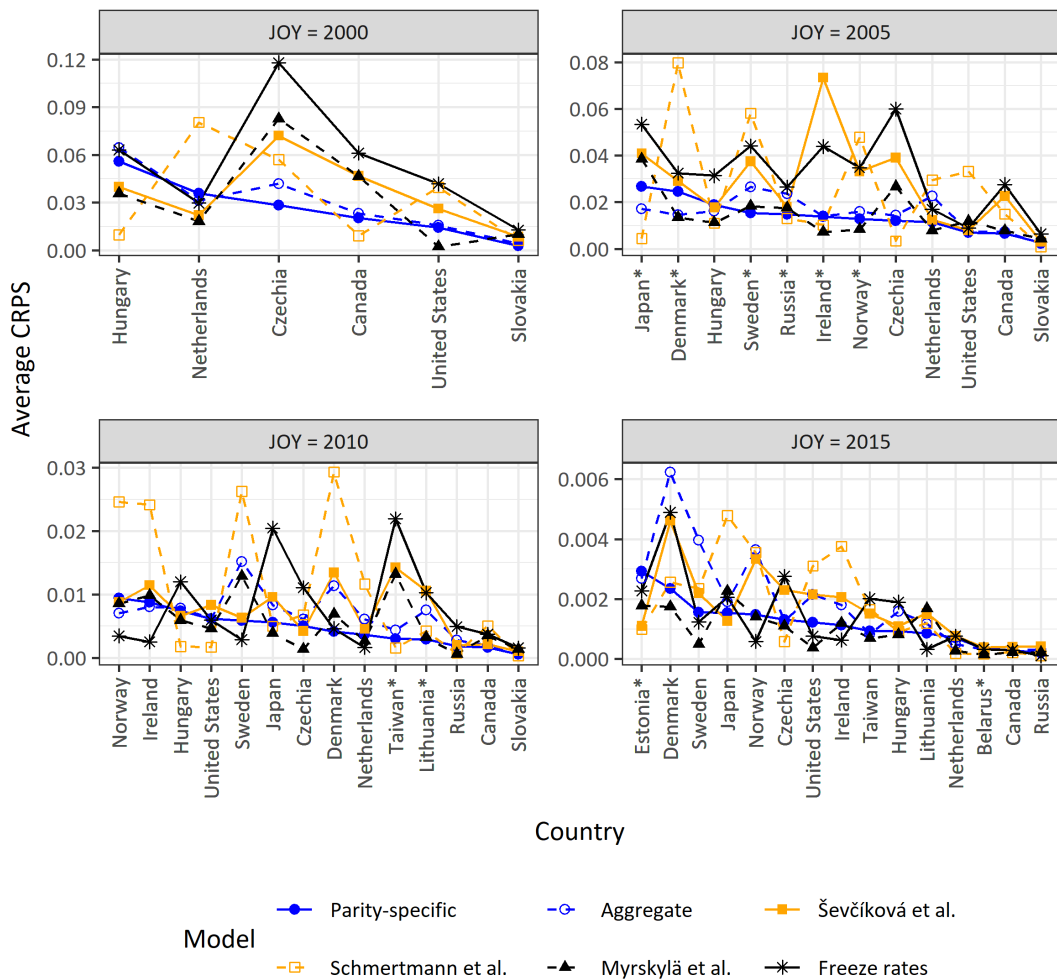 JOY = 2000
0.12
0.09
0.06
0.03
0.00
Hungary
Netherlands
Czechia
Canada
United States
Slovakia
JOY = 2005
0.08
0.06
0.04
0.02
0.00
Japan*
Denmark*
Hungary
Sweden*
Russia*
Ireland*
Norway*
Czechia
Netherlands
United States
Canada
Slovakia
Average CRPS
JOY = 2010
0.03
0.02
0.01
0.00
Norway
Ireland
Hungary
United States
Sweden
Japan
Czechia
Denmark
Netherlands
Taiwan*
Lithuania*
Russia
Canada
Slovakia
JOY = 2015
0.006
0.004
0.002
0.000
Estonia*
Denmark
Sweden
Japan
Norway
Czechia
United States
Ireland
Taiwan
Hungary
Lithuania
Netherlands
Belarus*
Canada
Russia
Country
Model
Parity-specific
Aggregate
Ševčíková et al.
Schmertmann et al.
Myrskylä et al.
Freeze rates